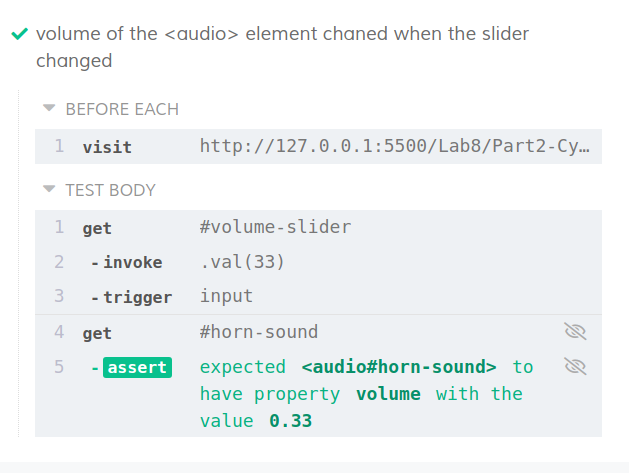 volume of the <audio> element chaned when the slider
changed
BEFORE EACH
1 visit http://127.0.0.1:5500/Lab8/Part2-Cy…
TEST BODY
1 get #volume-slider
2 -invoke .val(33)
3 -trigger input
4 get #horn-sound
5 -assert expected <audio#horn-sound> to
have property volume with the
value 0.33